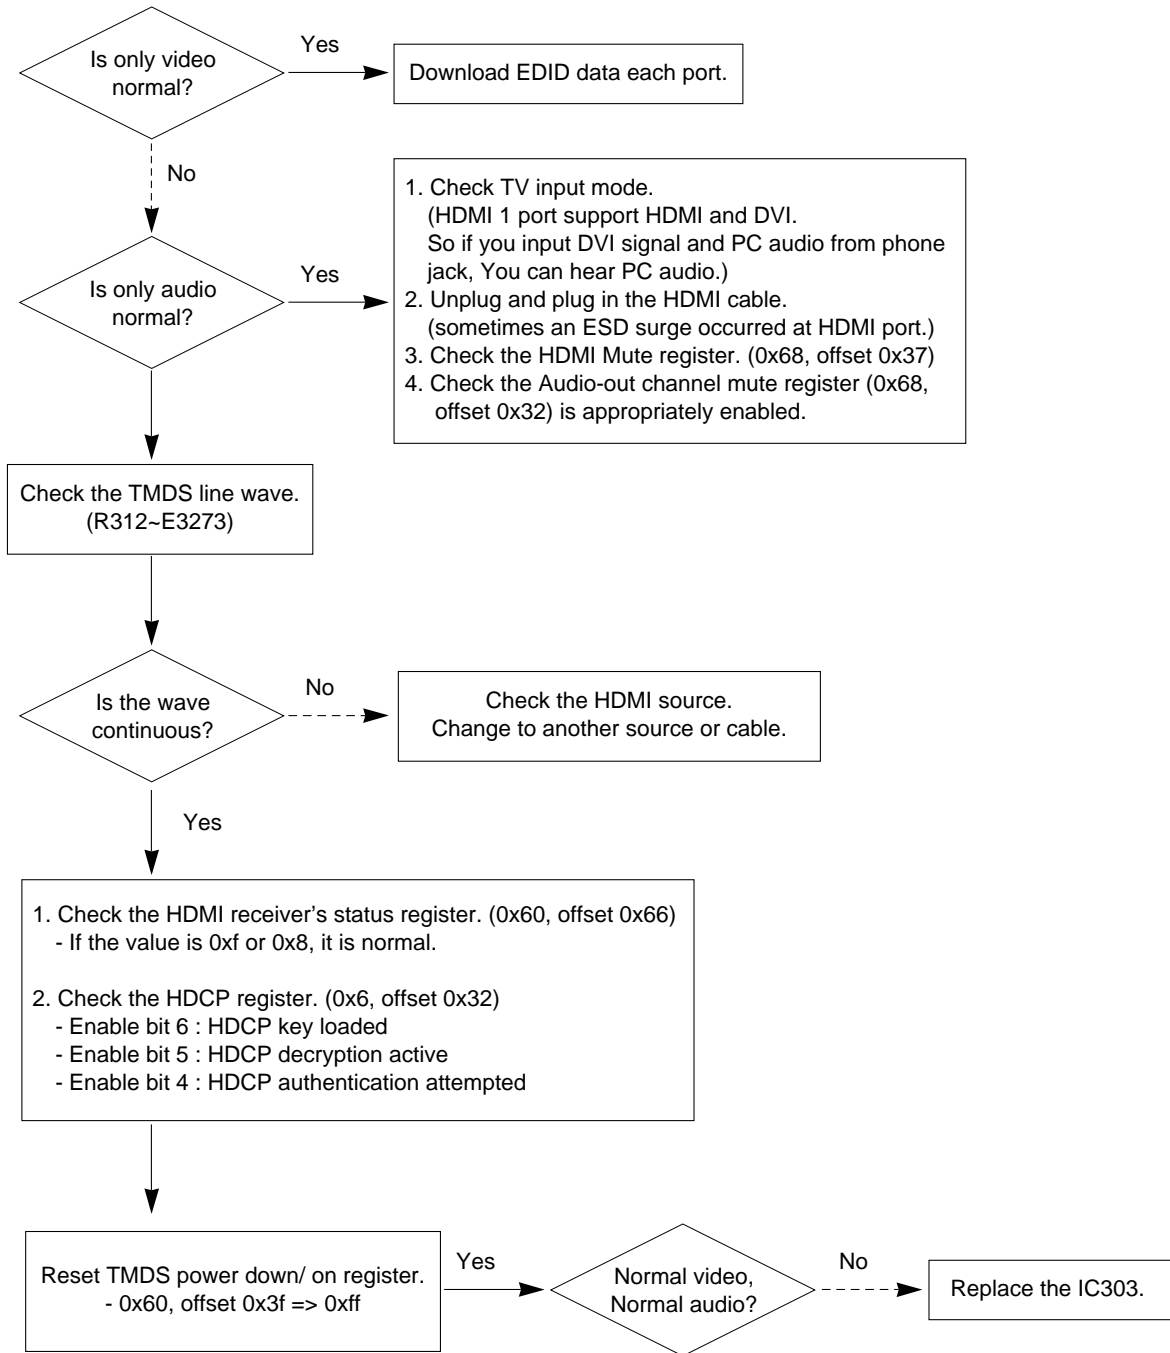 Is only video
normal?
Yes
Download EDID data each port.
No
Is only audio
normal?
Yes
1. Check TV input mode.
(HDMI 1 port support HDMI and DVI.
So if you input DVI signal and PC audio from phone
jack, You can hear PC audio.)
2. Unplug and plug in the HDMI cable.
(sometimes an ESD surge occurred at HDMI port.)
3. Check the HDMI Mute register. (0x68, offset 0x37)
4. Check the Audio-out channel mute register (0x68,
offset 0x32) is appropriately enabled.
Check the TMDS line wave.
(R312~E3273)
Is the wave
continuous?
No
Check the HDMI source.
Change to another source or cable.
Yes
1. Check the HDMI receiver’s status register. (0x60, offset 0x66)
- If the value is 0xf or 0x8, it is normal.
2. Check the HDCP register. (0x6, offset 0x32)
- Enable bit 6 : HDCP key loaded
- Enable bit 5 : HDCP decryption active
- Enable bit 4 : HDCP authentication attempted
Reset TMDS power down/ on register.
- 0x60, offset 0x3f => 0xff
Yes
Normal video,
Normal audio?
No
Replace the IC303.